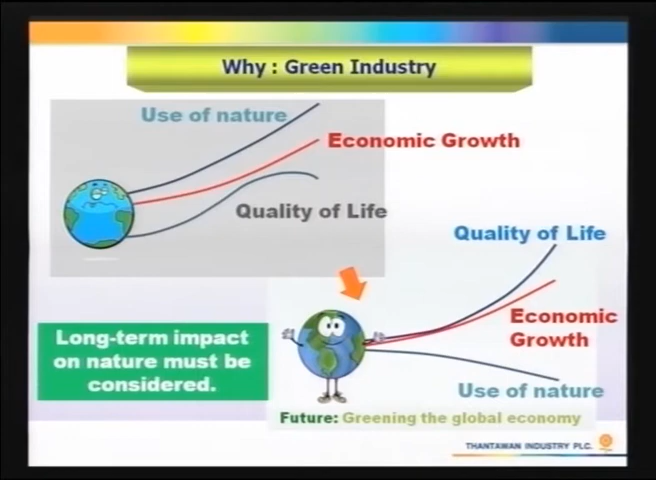 Why : Green Industry
Use of nature
Economic Growth
Quality of Life
Quality of Life
Economic
Growth
Long-term impact
on nature must be
considered.
Use of nature
Future: Greening the global economy
THANTAWAN INDUSTRY PLC.